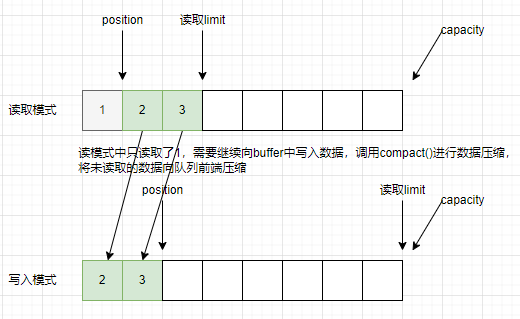 position
读取limit
capacity
读取模式
1 2 3
读模式中只读取了1，需要继续向buffer中写入数据，调用compact()进行数据压缩，
将未读取的数据向队列前端压缩
position
读取limit
capacity
写入模式
2 3